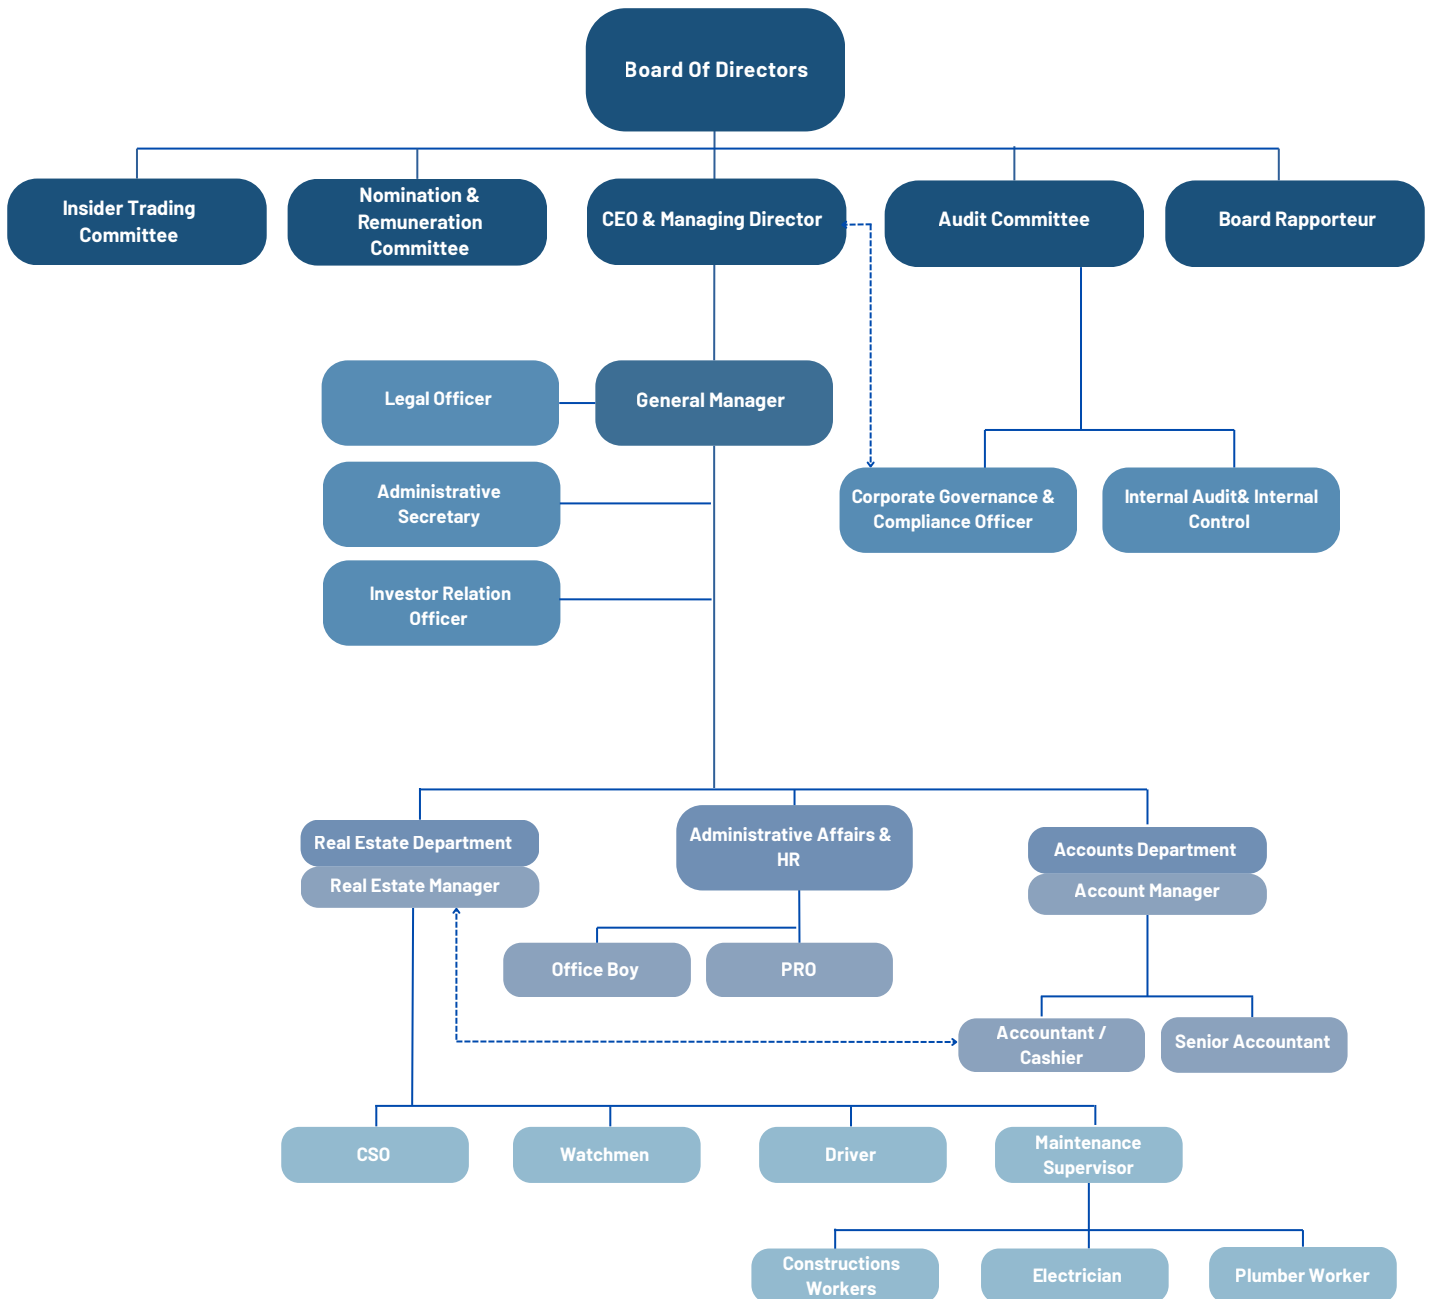 Board Of Directors
Insider Trading
Committee
Nomination &
Remuneration
Committee
CEO & Managing Director
Audit Committee
Board Rapporteur
Legal Officer
General Manager
Administrative
Secretary
Corporate Governance &
Compliance Officer
Internal Audit& Internal
Control
Investor Relation
Officer
Real Estate Department
Real Estate Manager
Administrative Affairs &
HR
Accounts Department
Account Manager
Office Boy
PRO
Accountant /
Cashier
Senior Accountant
CSO
Watchmen
Driver
Maintenance
Supervisor
Constructions
Workers
Electrician
Plumber Worker